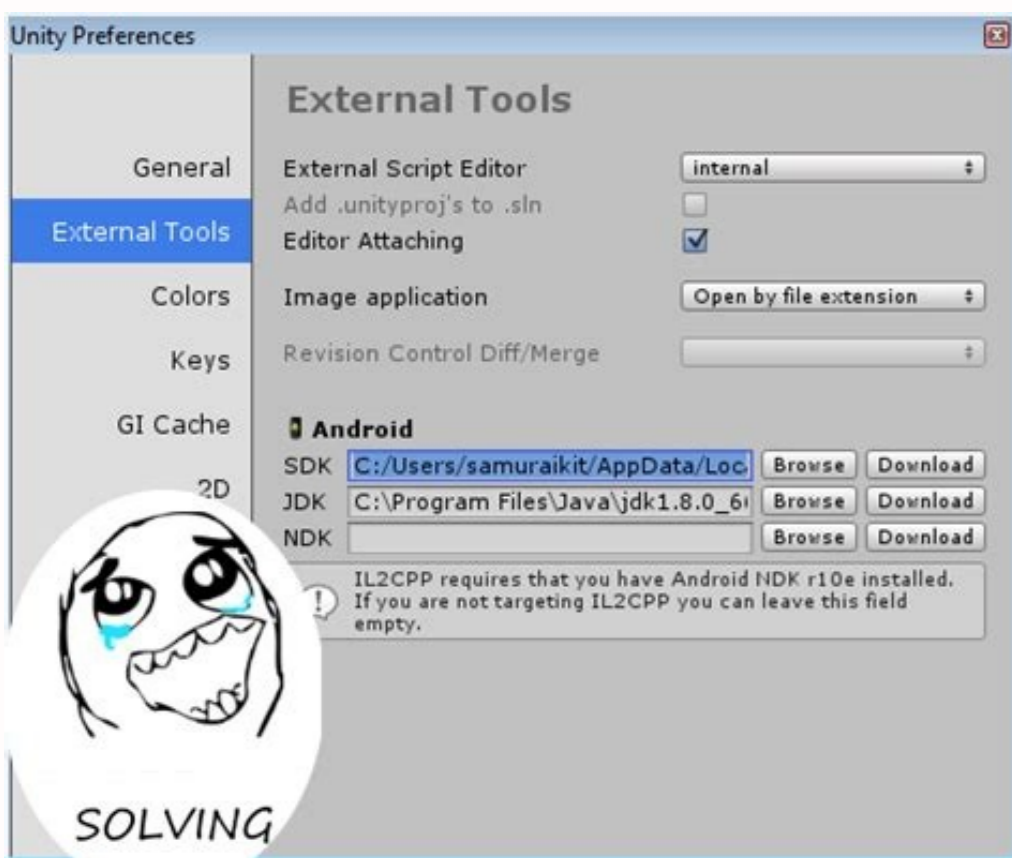 Unity Preferences
External Tools
General
External Tools
Colors
Keys
GI Cache
2D
External Script Editor internal
Add .unityproj's to .sln
Editor Attaching
Image application Open by file extension
Revision Control Diff/Merge
Android
SDK C:/Users/samuraikit/AppData/Loc Browse Download
JDK C:\Program Files\Java\jdk1.8.0_6 Browse Download
NDK Browse Download
IL2CPP requires that you have Android NDK r10e installed.
If you are not targeting IL2CPP you can leave this field
empty.
SOLVING